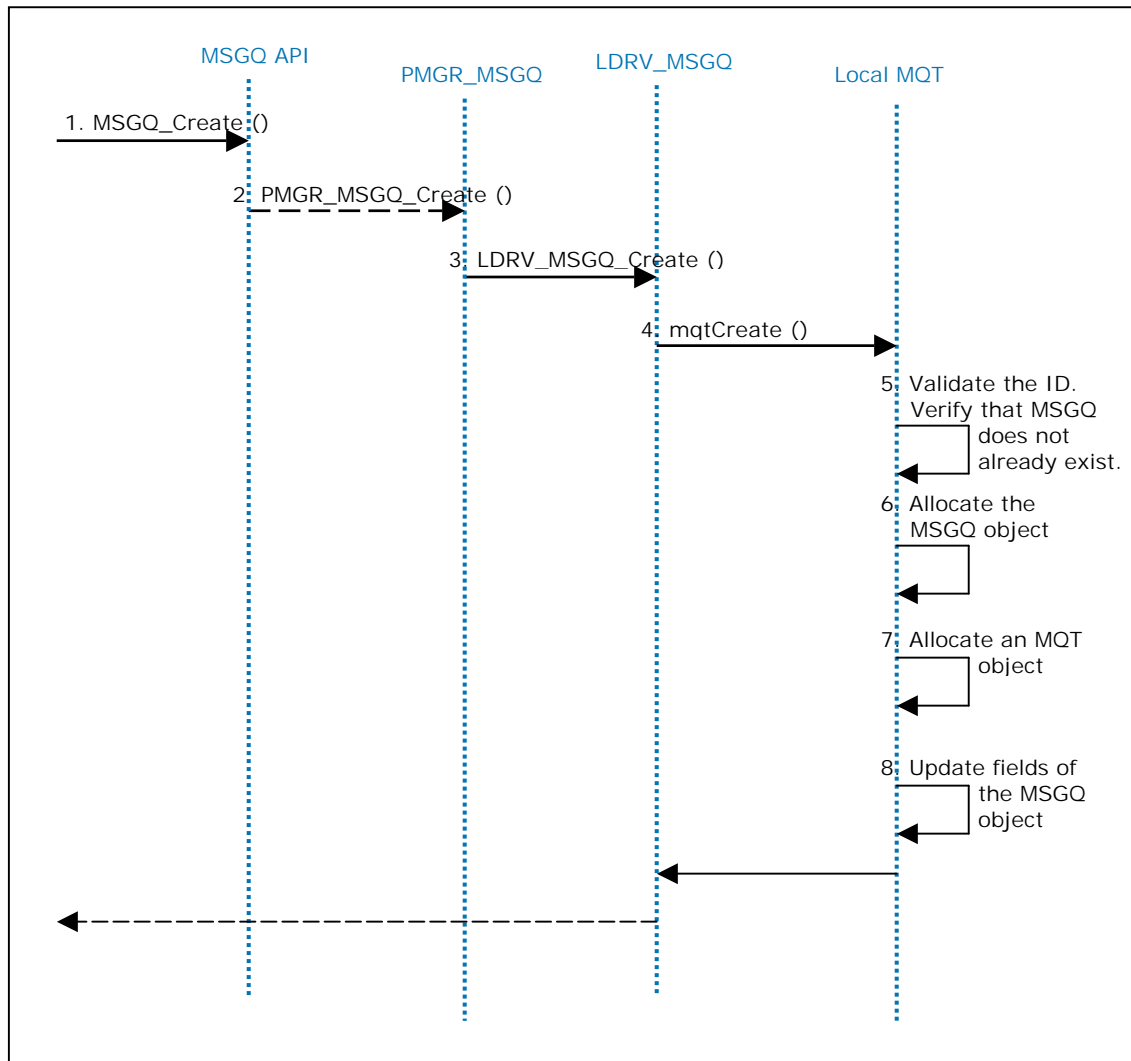 MSGQ API
PMGR_MSGQ
LDRV_MSGQ
Local MQT
1. MSGQ_Create ()
2. PMGR_MSGQ_Create ()
3. LDRV_MSGQ_Create ()
4. mqtCreate ()
5. Validate the ID.
Verify that MSGQ
does not
already exist.
6. Allocate the
MSGQ object
7. Allocate an MQT
object
8. Update fields of
the MSGQ
object